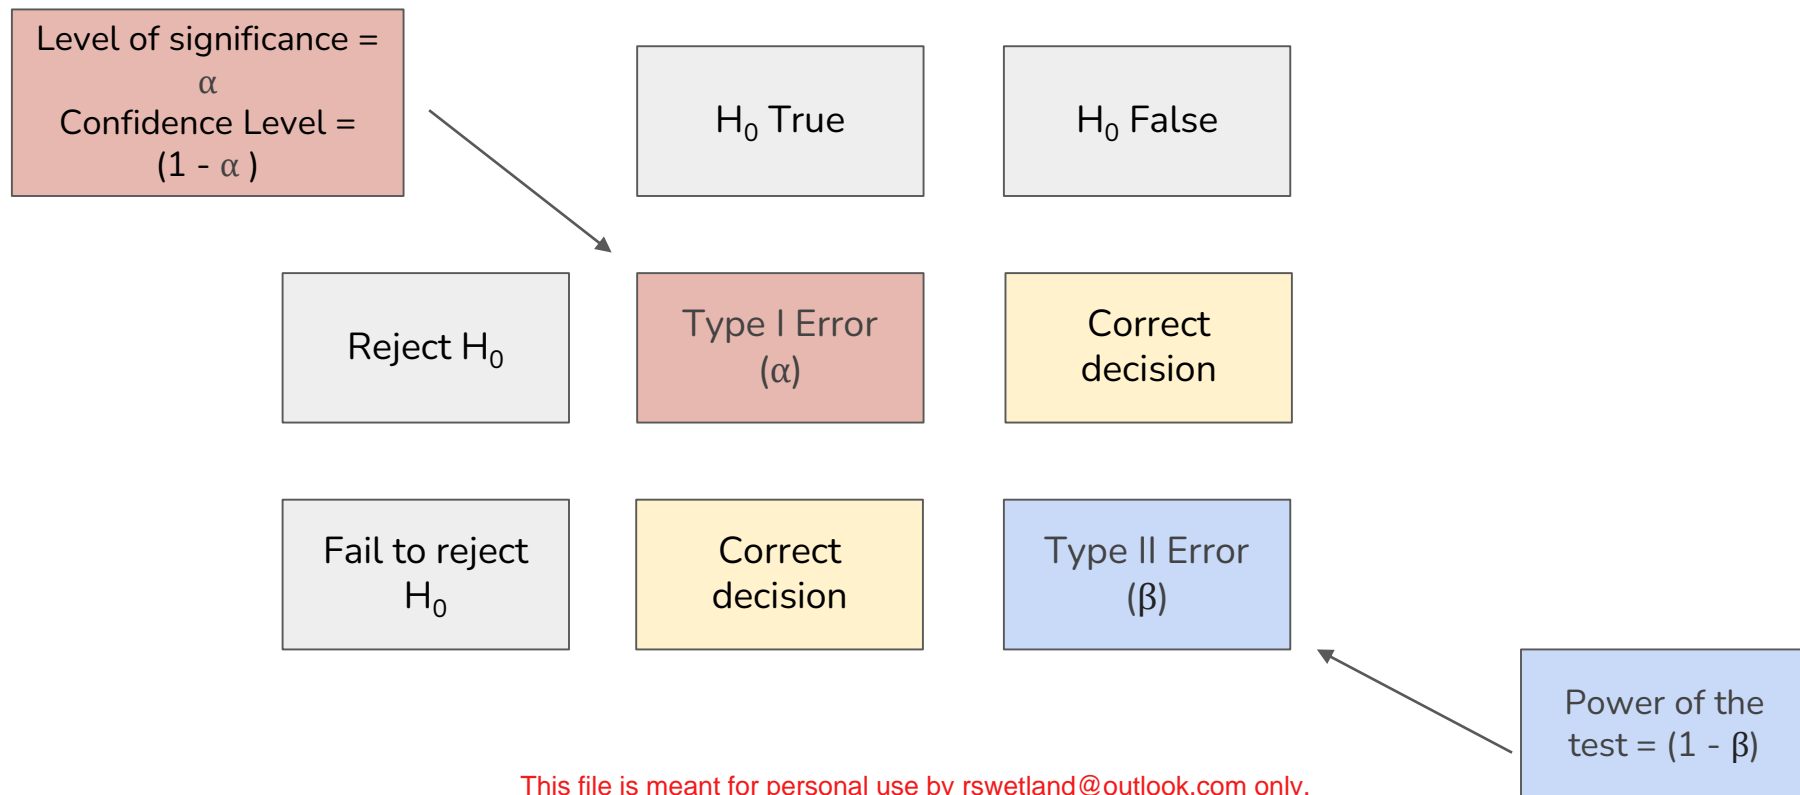 Level of significance =
α
Confidence Level =
(1 - α )
H₀ True
H₀ False
Reject H₀
Type I Error
(α)
Correct
decision
Fail to reject
H₀
Correct
decision
Type II Error
(β)
Power of the
test = (1 - β)
This file is meant for personal use by rswetland@outlook.com only.